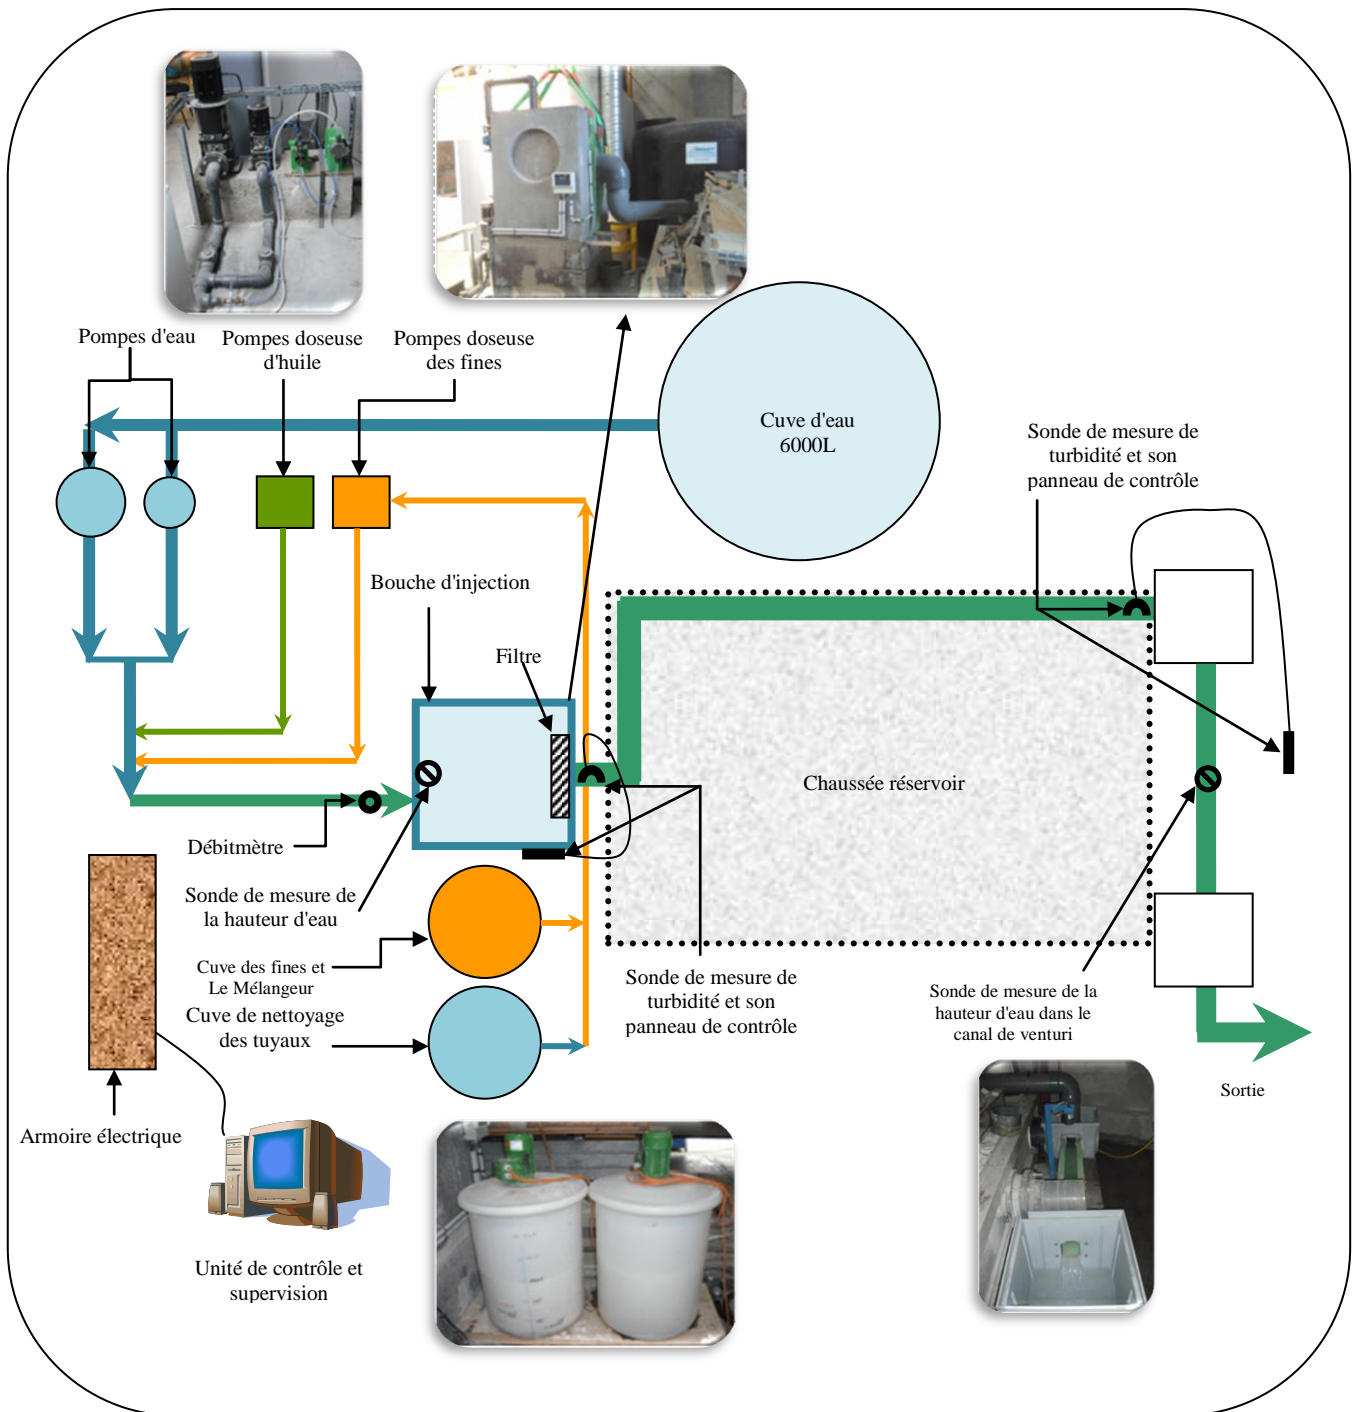 Pompes d'eau
Pompes doseuse
d'huile
Pompes doseuse
des fines
Cuve d'eau
6000L
Sonde de mesure de
turbidité et son
panneau de contrôle
Bouche d'injection
Filtre
Chaussée réservoir
Débitmètre
Sonde de mesure de
la hauteur d'eau
Cuve des fines et
Le Mélangeur
Cuve de nettoyage
des tuyaux
Sonde de mesure de
turbidité et son
panneau de contrôle
Sonde de mesure de la
hauteur d'eau dans le
canal de venturi
Sortie
Armoire électrique
Unité de contrôle et
supervision